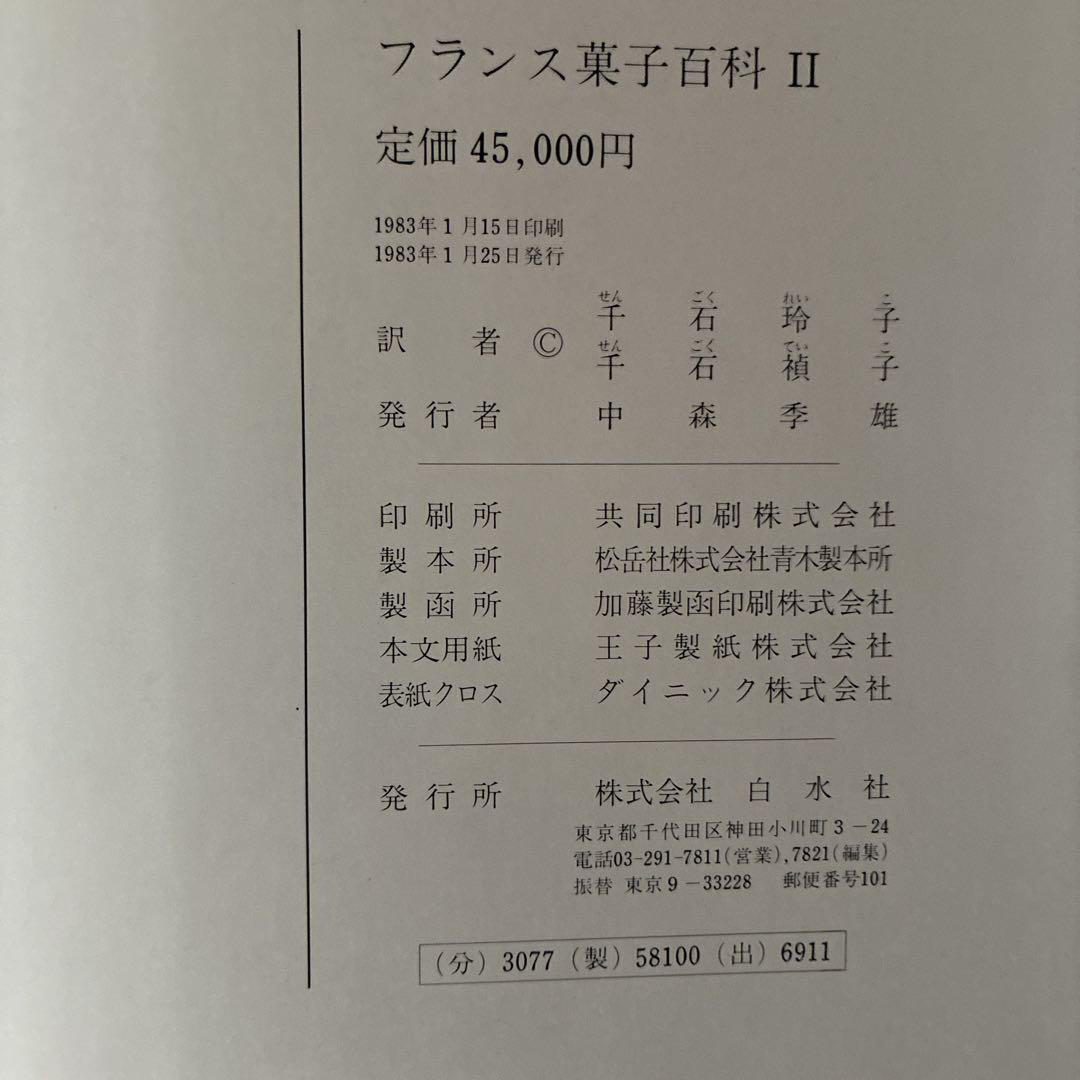 フランス菓子百科 II
定価 45,000円
1983年1月15日印刷
1983年1月25日発行
せん ごく れい こ
訳者 © 千石玲子
せん ごく てい こ
千石禎子
発行者 中森季雄
印刷所 共同印刷株式会社
製本所 松岳社株式会社青木製本所
製函所 加藤製函印刷株式会社
本文用紙 王子製紙株式会社
表紙クロス ダイニック株式会社
発行所 株式会社 白水社
東京都千代田区神田小川町3-24
電話03-291-7811(営業),7821(編集)
振替 東京9-33228 郵便番号101
(分) 3077 (製) 58100 (出) 6911